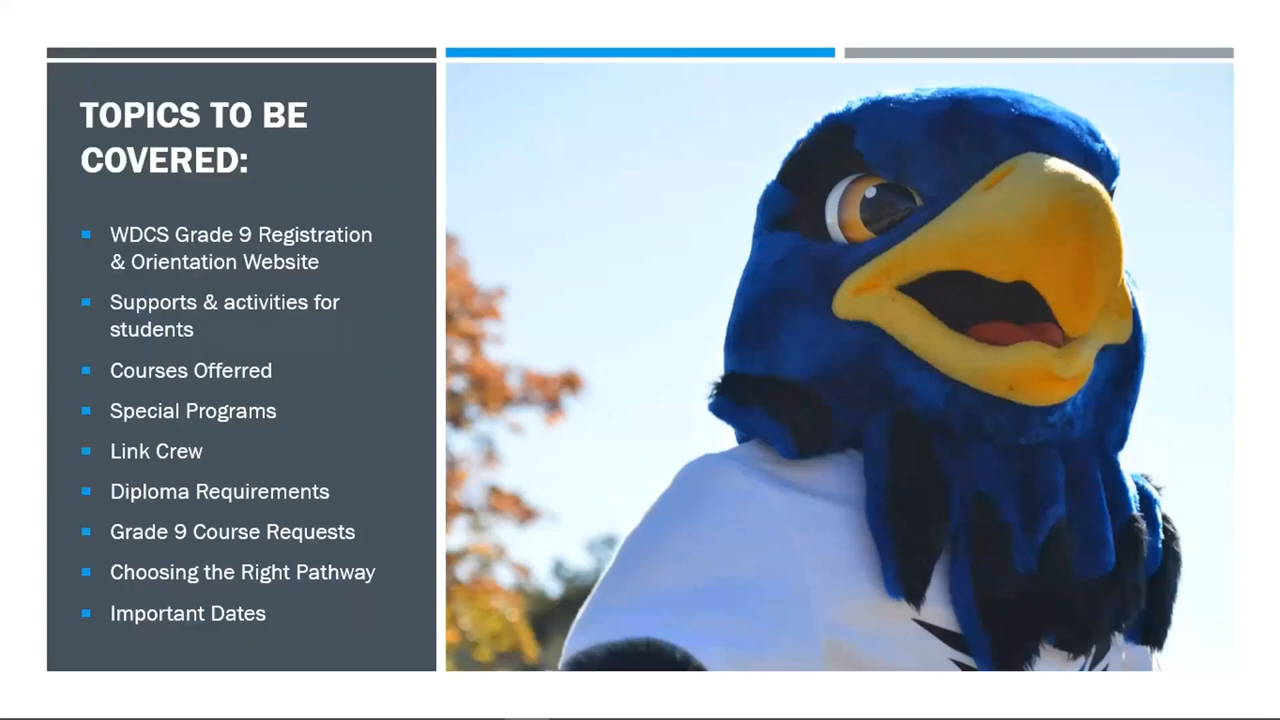 TOPICS TO BE
COVERED:
WDCS Grade 9 Registration
& Orientation Website
Supports & activities for
students
Courses Offerred
Special Programs
Link Crew
Diploma Requirements
Grade 9 Course Requests
Choosing the Right Pathway
Important Dates